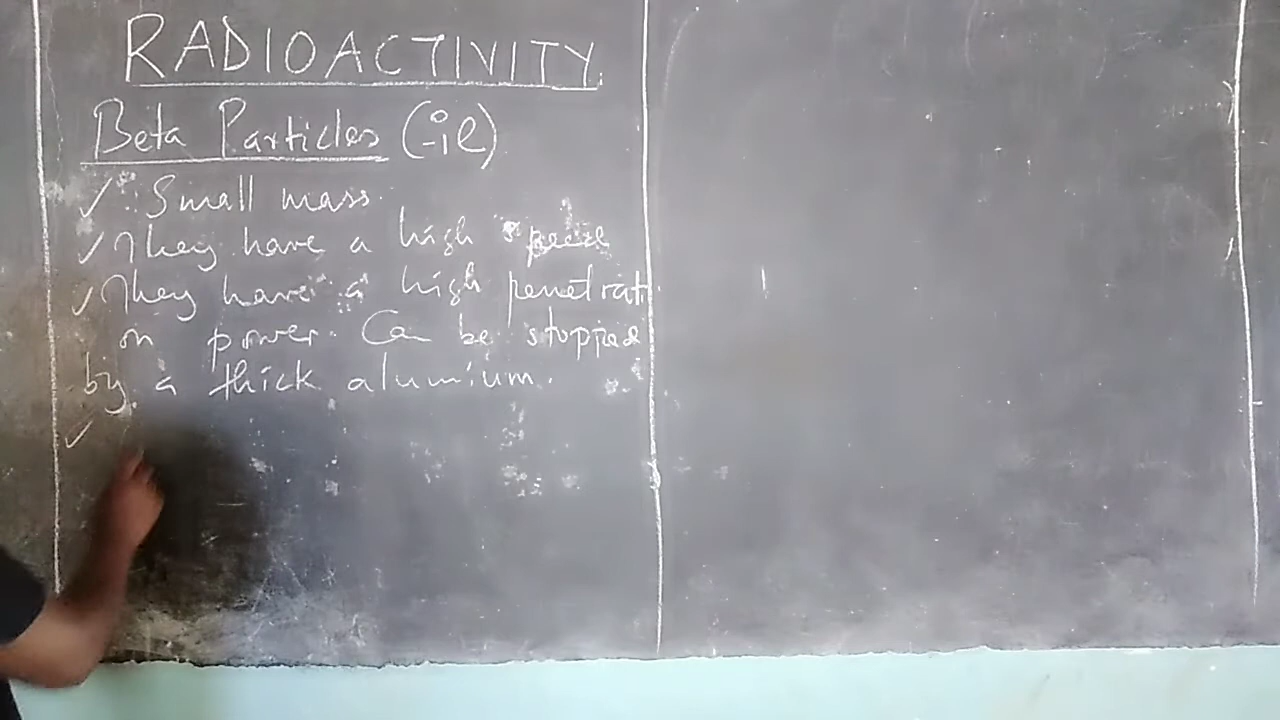 RADIOACTIVITY.
Beta Particles (⁰₋₁e)
✓ Small mass.
✓ They have a high speed
✓ They have a high penetrati
on power. Can be stopped
by a thick alumium.
✓